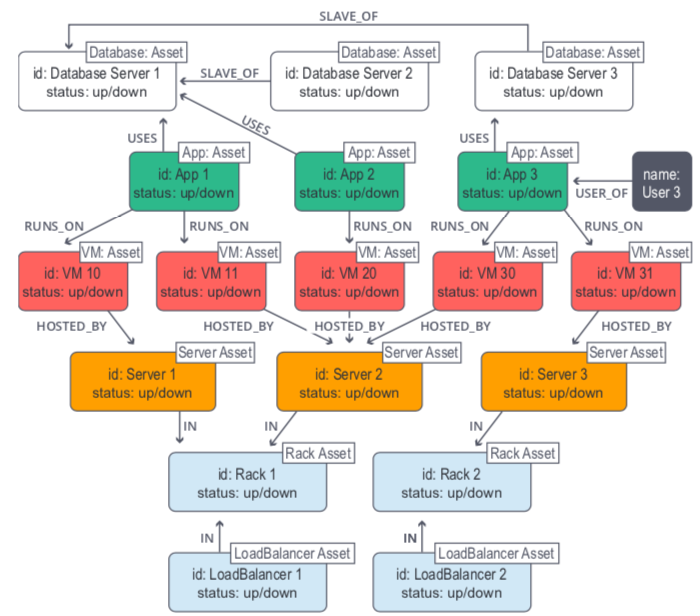 SLAVE_OF
Database: Asset
id: Database Server 1
status: up/down
SLAVE_OF
Database: Asset
id: Database Server 2
status: up/down
Database: Asset
id: Database Server 3
status: up/down
USES
USES
USES
App: Asset
id: App 1
status: up/down
App: Asset
id: App 2
status: up/down
App: Asset
id: App 3
status: up/down
USER_OF
name:
User 3
RUNS_ON
RUNS_ON
RUNS_ON
RUNS_ON
RUNS_ON
VM: Asset
id: VM 10
status: up/down
VM: Asset
id: VM 11
status: up/down
VM: Asset
id: VM 20
status: up/down
VM: Asset
id: VM 30
status: up/down
VM: Asset
id: VM 31
status: up/down
HOSTED_BY
HOSTED_BY
HOSTED_BY
HOSTED_BY
HOSTED_BY
Server Asset
id: Server 1
status: up/down
Server Asset
id: Server 2
status: up/down
Server Asset
id: Server 3
status: up/down
IN
IN
IN
Rack Asset
id: Rack 1
status: up/down
Rack Asset
id: Rack 2
status: up/down
IN
IN
LoadBalancer Asset
id: LoadBalancer 1
status: up/down
LoadBalancer Asset
id: LoadBalancer 2
status: up/down